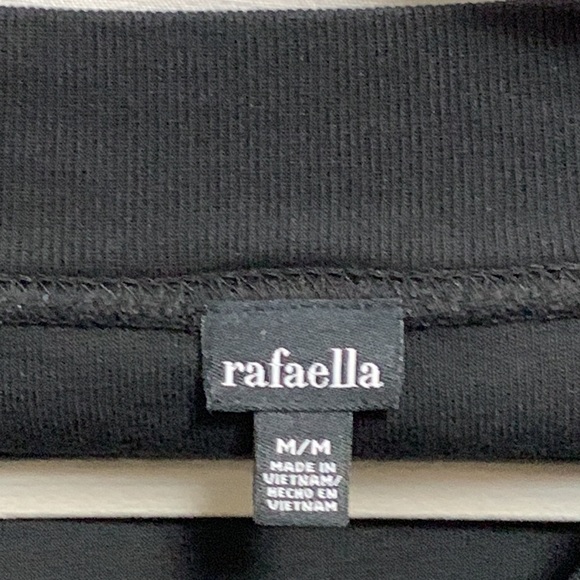 rafaella
M/M
MADE IN
VIETNAM/
HECHO EN
VIETNAM